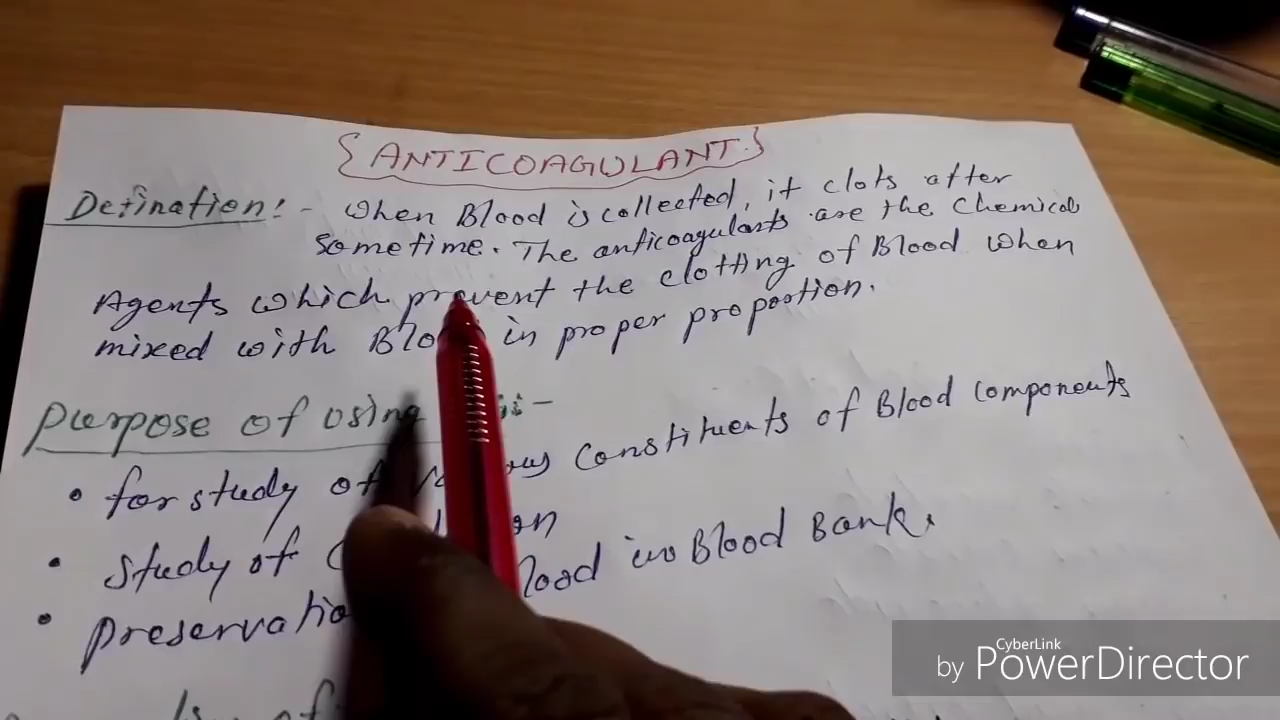 {ANTICOAGULANT.}
Defination:- When Blood is collected, it clots after
sometime. The anticoagulants are the Chemical
Agents which prevent the clotting of Blood when
mixed with in proper proportion.
Purpose of Using :-
• for study of constituents of Blood components
• study of
• preservation Blood in Blood Bank.
CyberLink
by PowerDirector